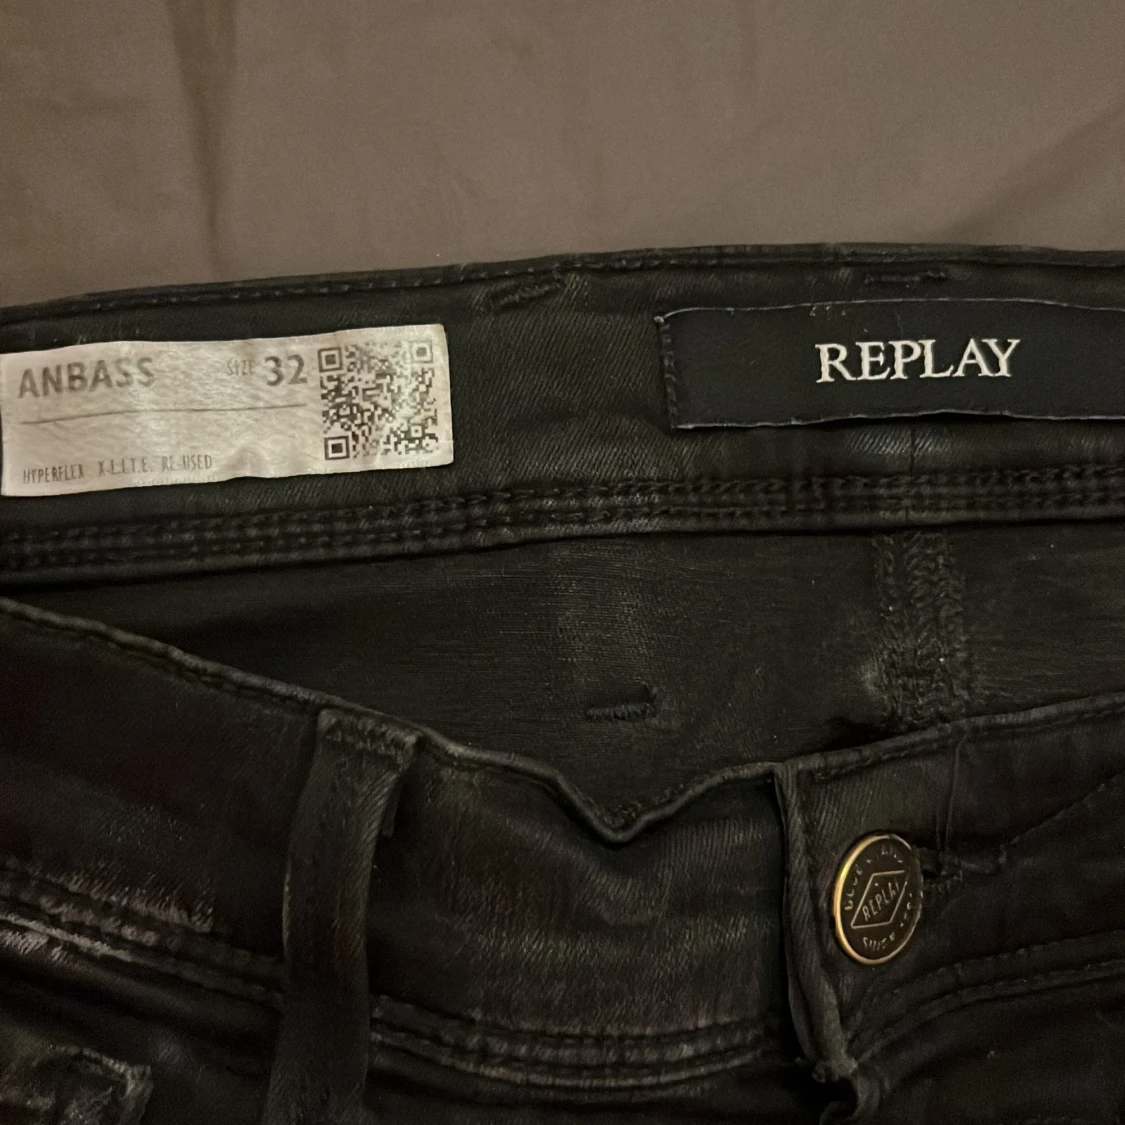 ANBASS SIZE 32
HYPERFLEX X-L.I.T.E. RE-USED
REPLAY
REPLAY